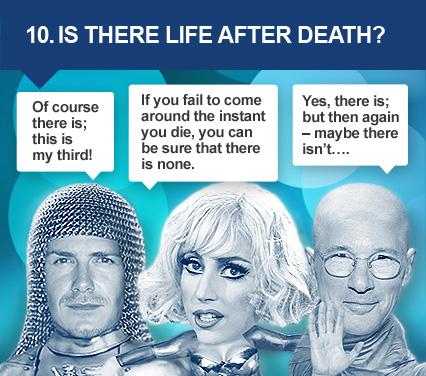 10. IS THERE LIFE AFTER DEATH?
Of course
there is;
this is
my third!
If you fail to come
around the instant
you die, you can
be sure that there
is none.
Yes, there is;
but then again
– maybe there
isn't....